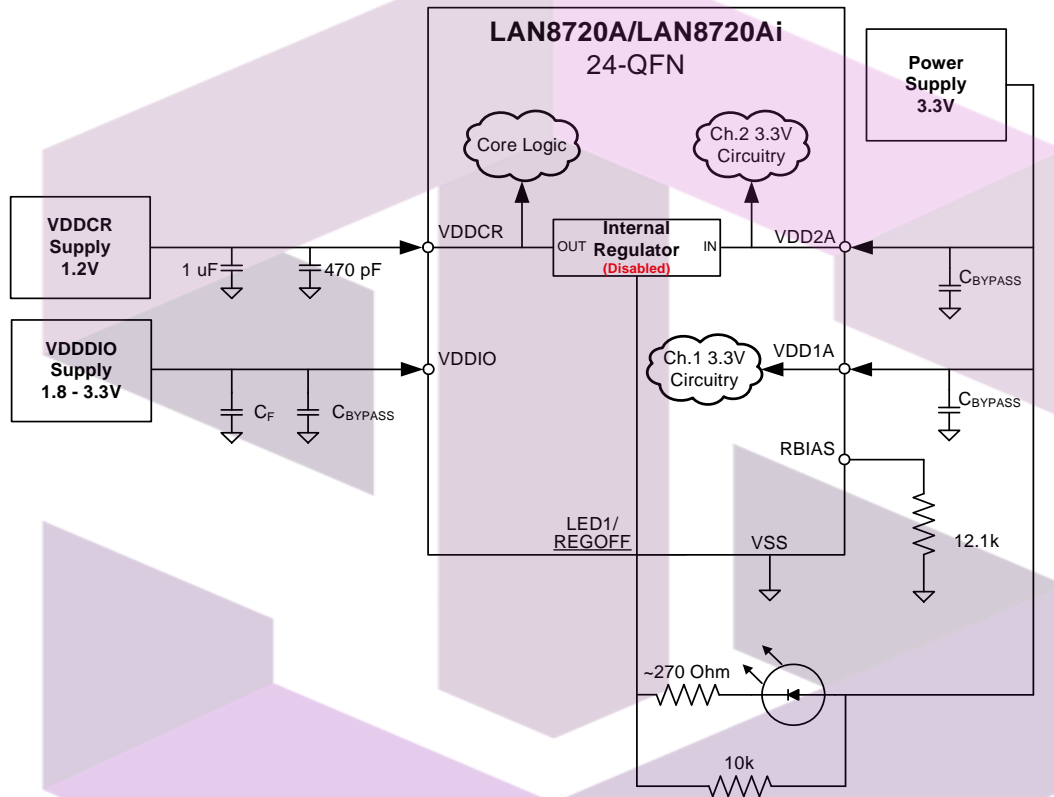 LAN8720A/LAN8720Ai
24-QFN
Power
Supply
3.3V
Core Logic
Ch.2 3.3V
Circuitry
VDDCR
Supply
1.2V
VDDCR
OUT
Internal
Regulator
(Disabled)
IN
VDD2A
1 uF
470 pF
CBYPASS
VDDDIO
Supply
1.8 - 3.3V
VDDIO
Ch.1 3.3V
Circuitry
VDD1A
CF
CBYPASS
CBYPASS
RBIAS
LED1/
REGOFF
VSS
12.1k
~270 Ohm
10k